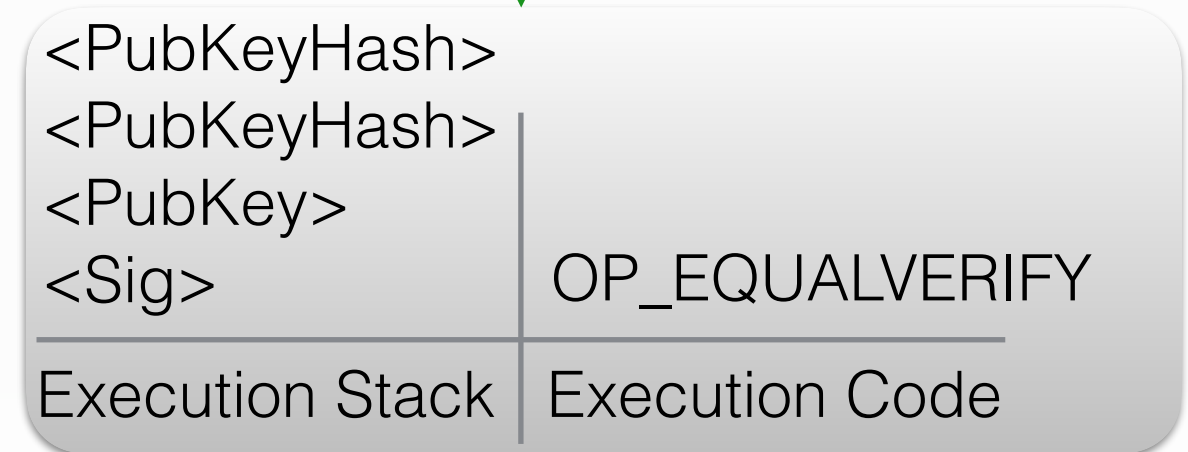 <PubKeyHash>
<PubKeyHash>
<PubKey>
<Sig> OP_EQUALVERIFY
Execution Stack Execution Code